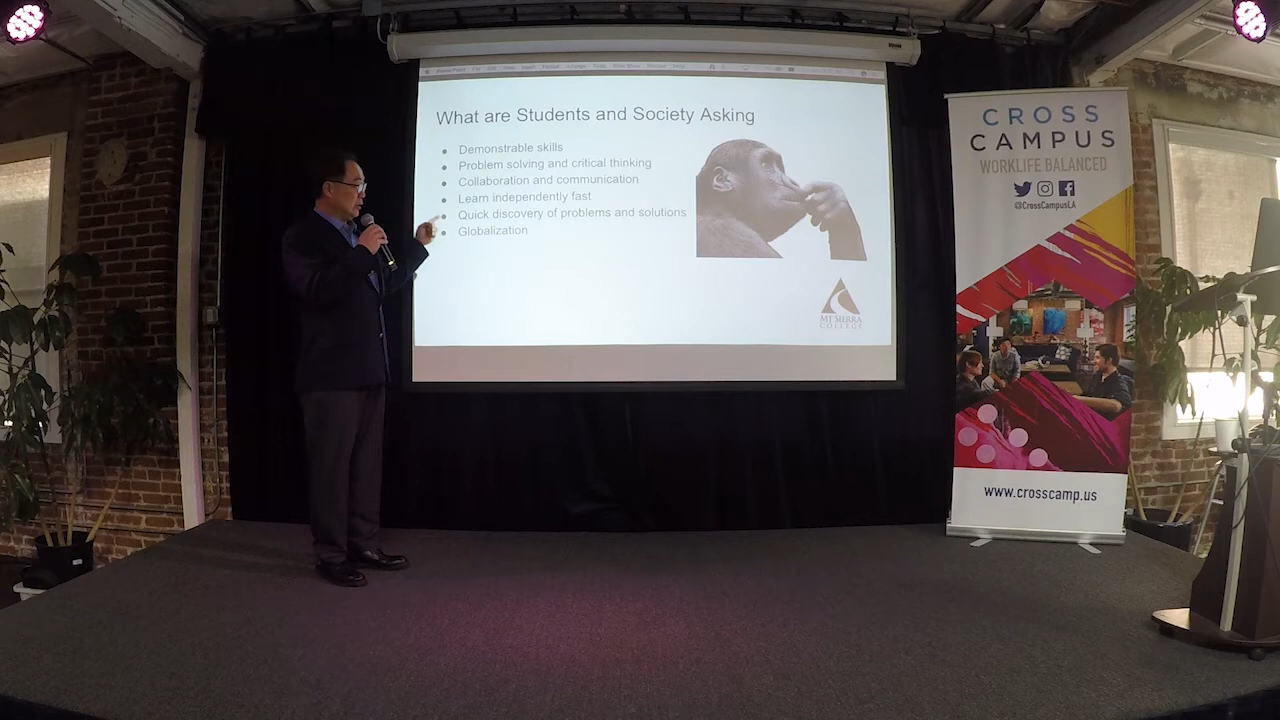 What are Students and Society Asking
Demonstrable skills
Problem solving and critical thinking
Collaboration and communication
Learn independently fast
Quick discovery of problems and solutions
Globalization
MT SIERRA
COLLEGE
CROSS
CAMPUS
WORKLIFE BALANCED
@CrossCampusLA
www.crosscamp.us